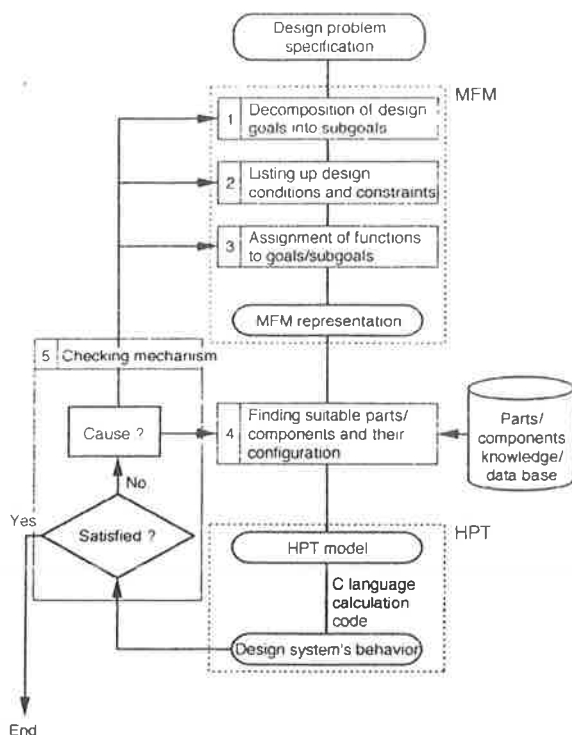 Design problem
specification
MFM
1 Decomposition of design
goals into subgoals
2 Listing up design
conditions and constraints
3 Assignment of functions
to goals/subgoals
MFM representation
5 Checking mechanism
Cause ?
4 Finding suitable parts/
components and their
configuration
Parts/
components
knowledge/
data base
No
Yes
Satisfied ?
HPT
HPT model
C language
calculation
code
Design system's behavior
End